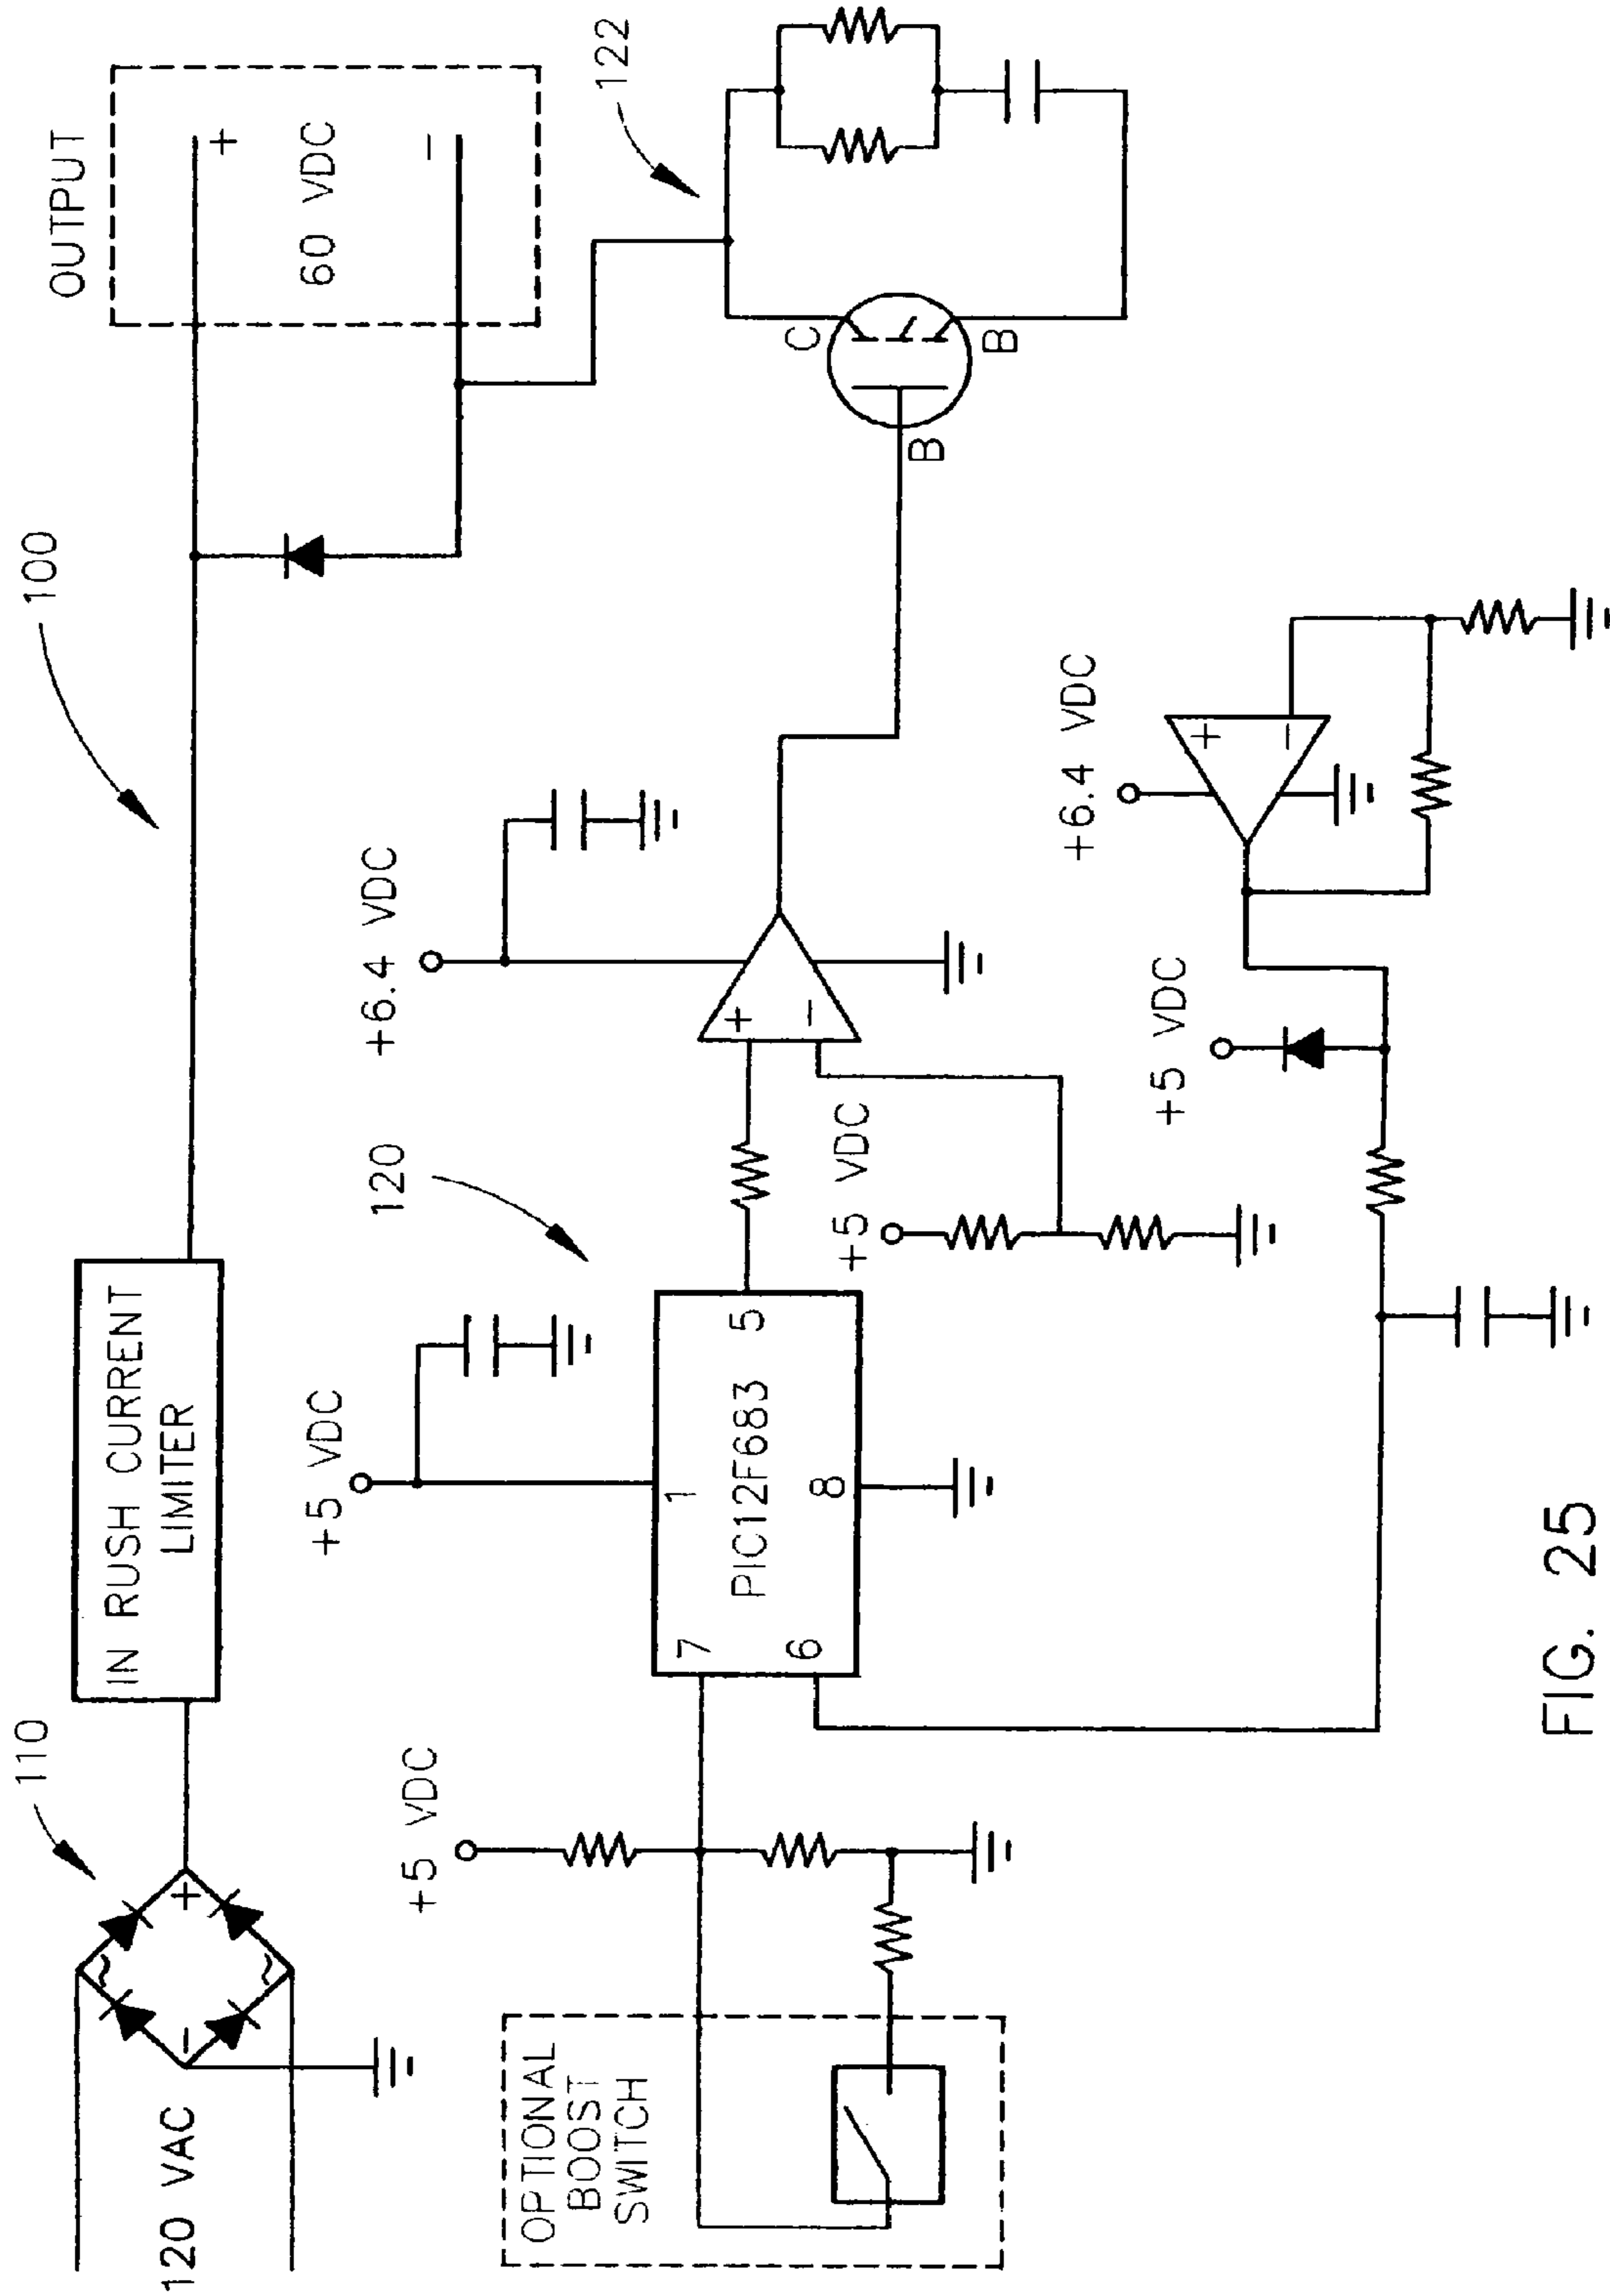 110
100
OUTPUT
120 VAC
~
~
+
−
IN RUSH CURRENT
LIMITER
+
60 VDC
−
122
+5 VDC
+6.4 VDC
OPTIONAL
BOOST
SWITCH
+5 VDC
120
7
1
5
PIC12F683
6
8
+
−
C
B
B
+5 VDC
+5 VDC
+6.4 VDC
+
−
FIG. 25